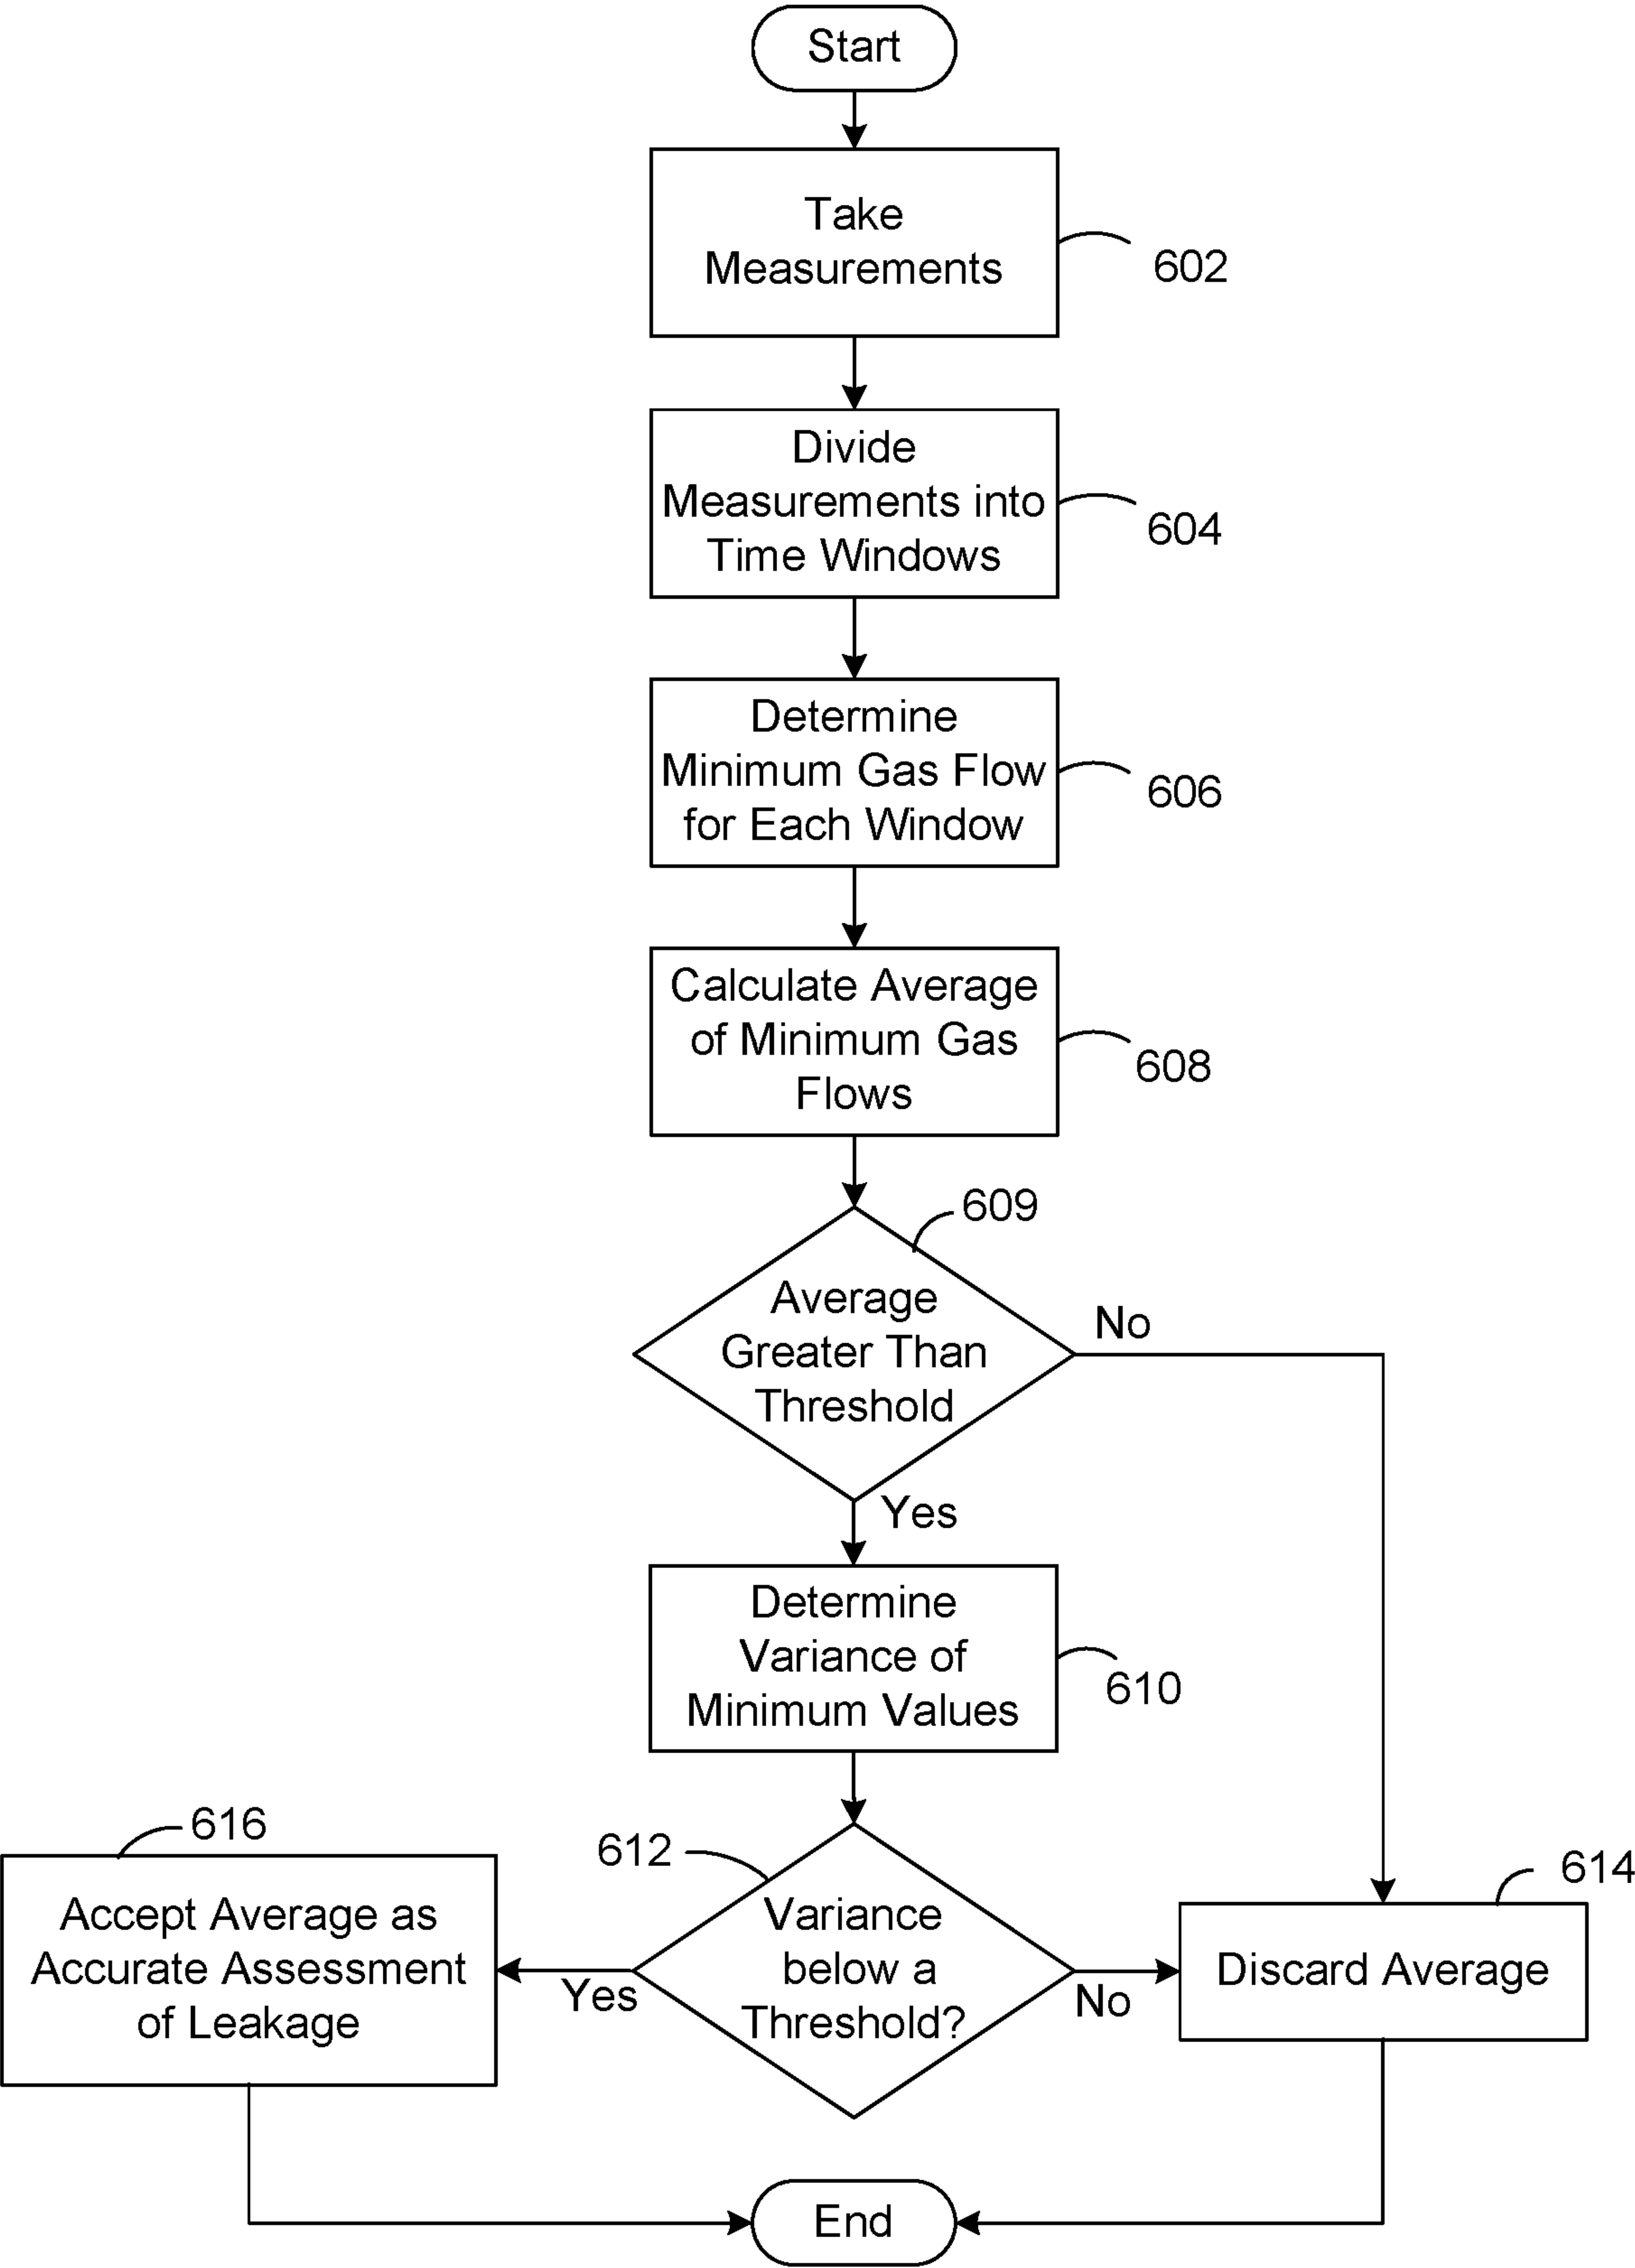 Start
Take
Measurements
602
Divide
Measurements into
Time Windows
604
Determine
Minimum Gas Flow
for Each Window
606
Calculate Average
of Minimum Gas
Flows
608
609
Average
Greater Than
Threshold
No
Yes
Determine
Variance of
Minimum Values
610
616
Accept Average as
Accurate Assessment
of Leakage
612
Variance
below a
Threshold?
Yes
No
614
Discard Average
End